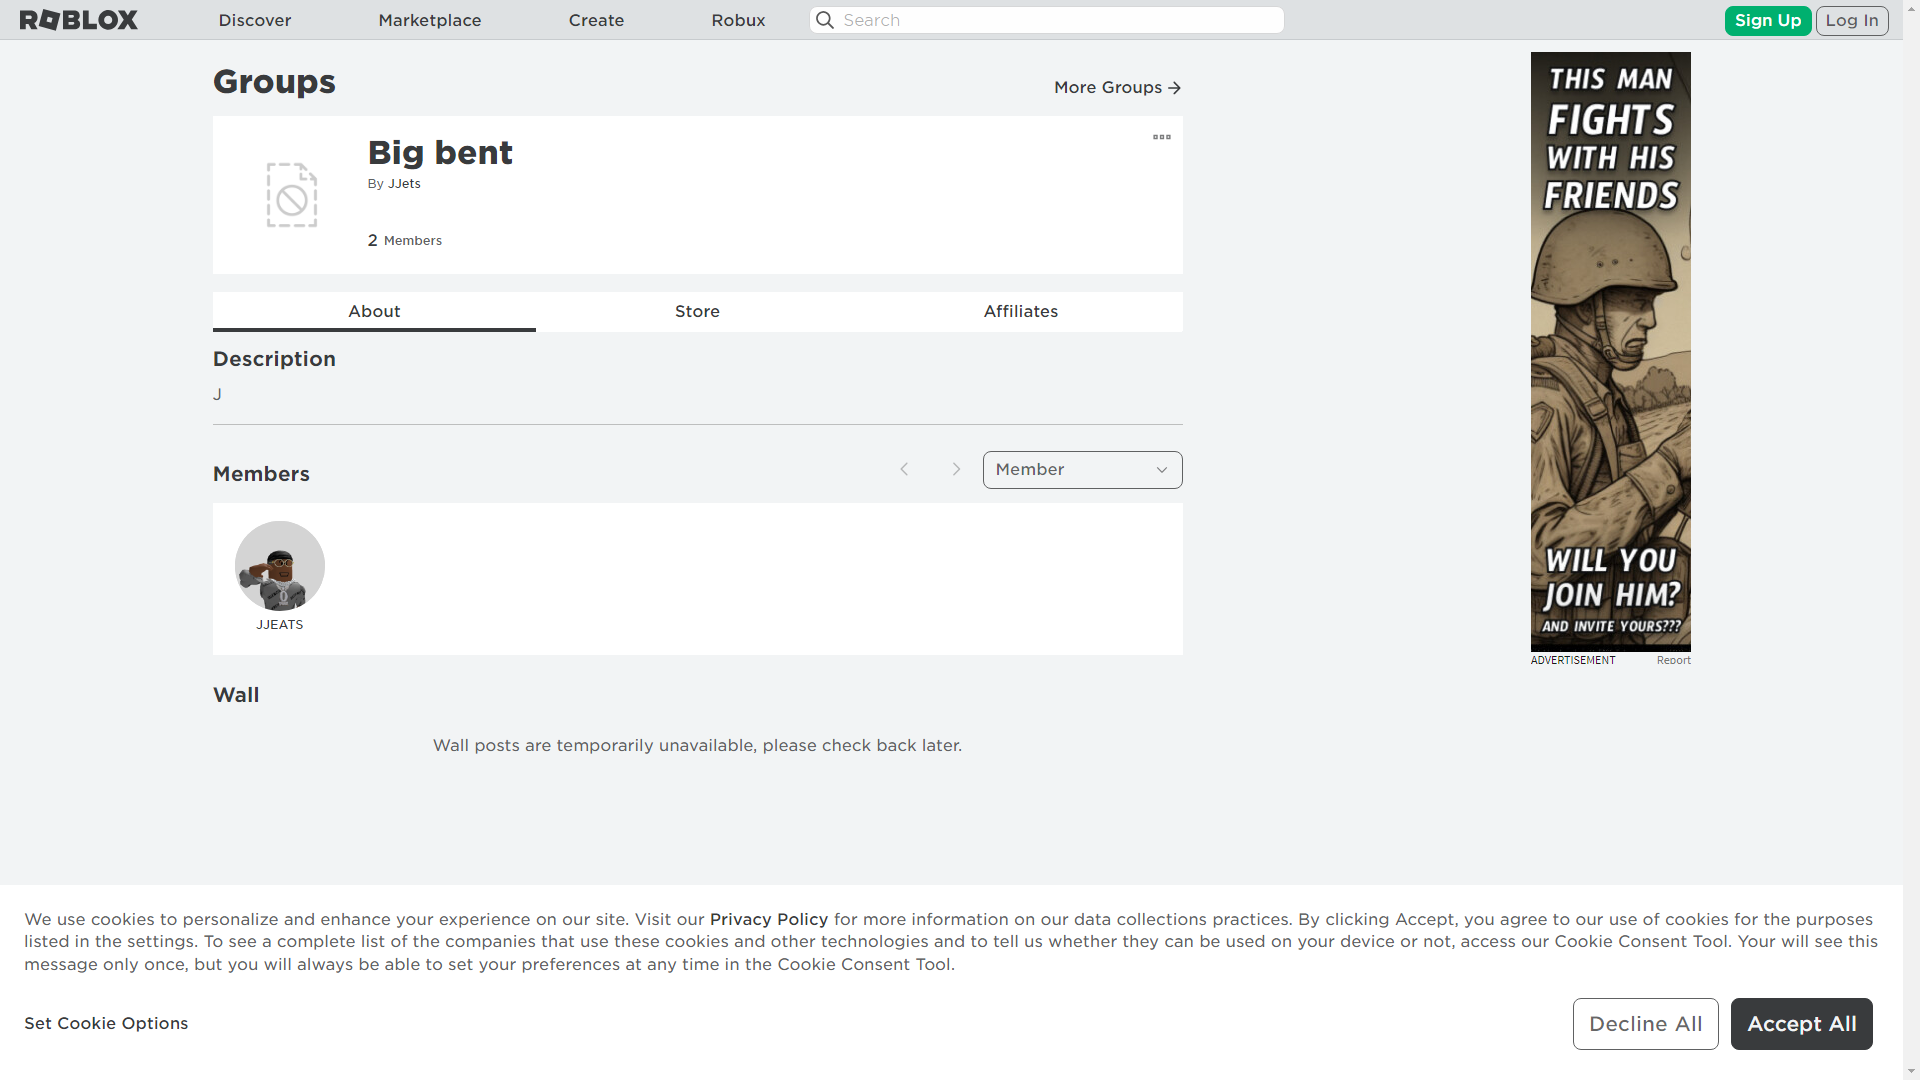 ROBLOX
Discover
Marketplace
Create
Robux
Search
Sign Up
Log In
Groups
More Groups
Big bent
By JJets
2 Members
About
Store
Affiliates
Description
J
Members
Member
JJEATS
Wall
Wall posts are temporarily unavailable, please check back later.
THIS MAN
FIGHTS
WITH HIS
FRIENDS
WILL YOU
JOIN HIM?
AND INVITE YOURS???
ADVERTISEMENT
Report
We use cookies to personalize and enhance your experience on our site. Visit our Privacy Policy for more information on our data collections practices. By clicking Accept, you agree to our use of cookies for the purposes
listed in the settings. To see a complete list of the companies that use these cookies and other technologies and to tell us whether they can be used on your device or not, access our Cookie Consent Tool. Your will see this
message only once, but you will always be able to set your preferences at any time in the Cookie Consent Tool.
Set Cookie Options
Decline All
Accept All